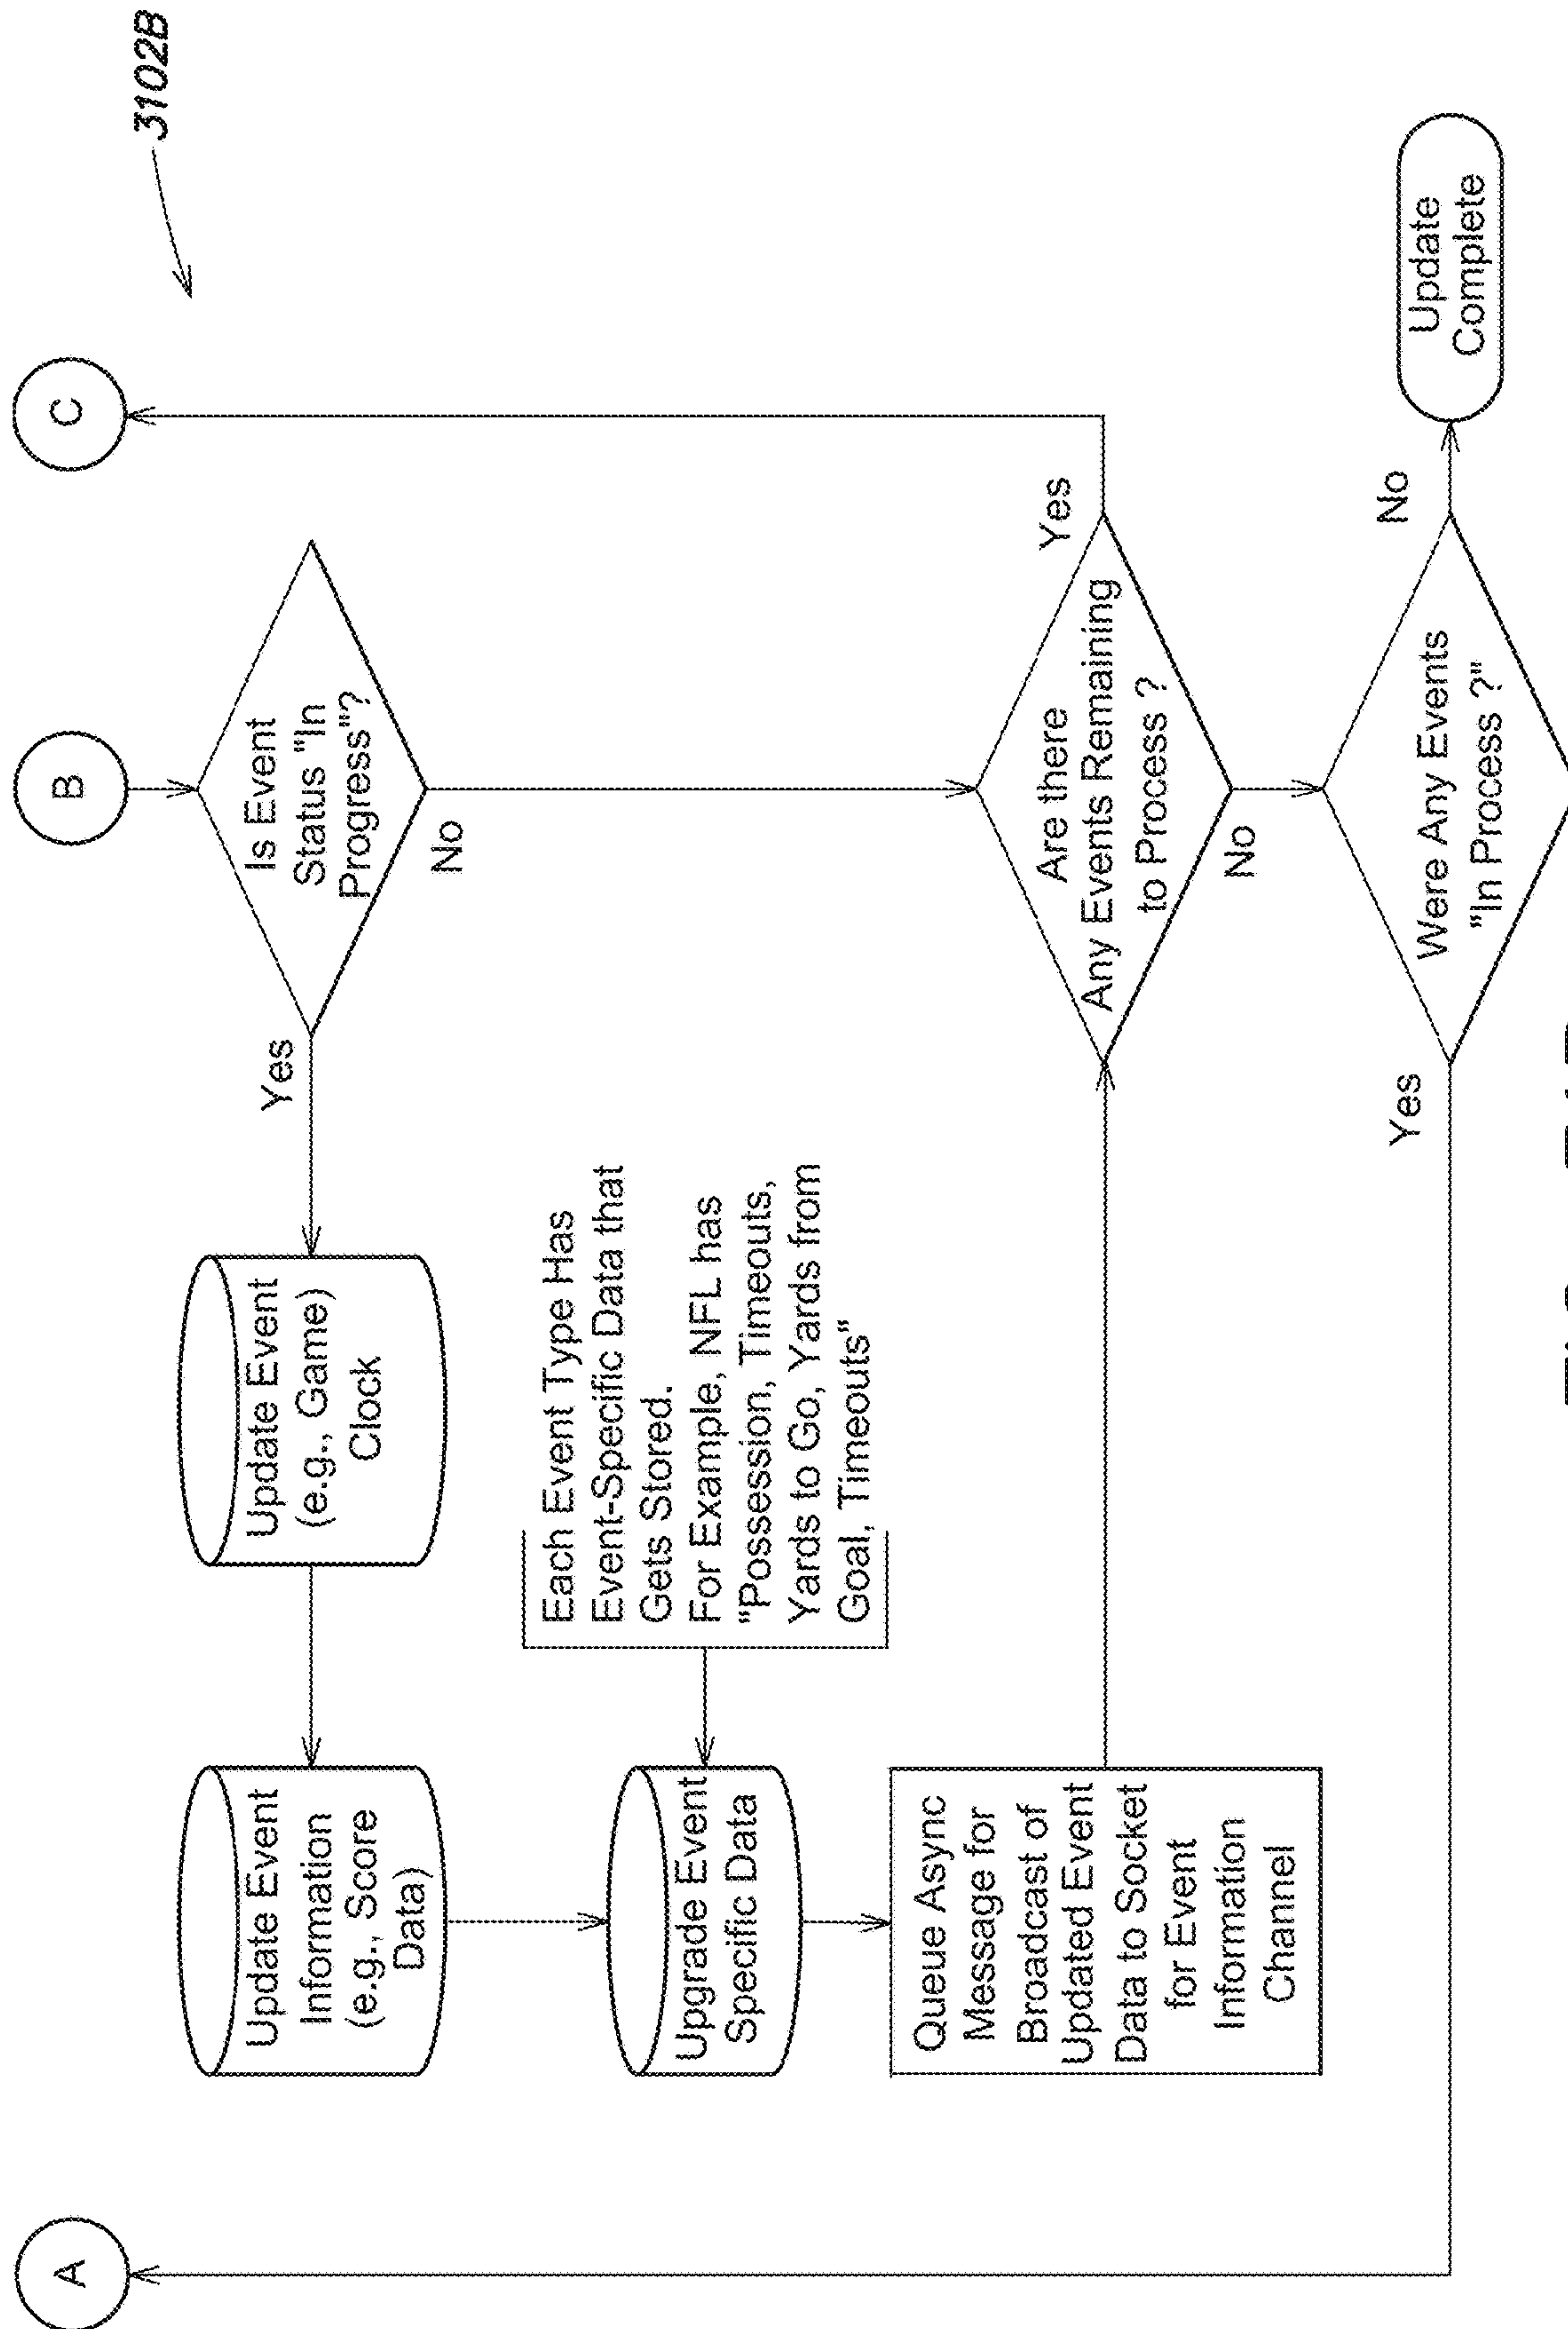 3102B
A
B
C
Is Event
Status "In
Progress"?
Yes
No
Update Event
(e.g., Game)
Clock
Update Event
Information
(e.g., Score
Data)
Each Event Type Has
Event-Specific Data that
Gets Stored.
For Example, NFL has
"Possession, Timeouts,
Yards to Go, Yards from
Goal, Timeouts"
Upgrade Event
Specific Data
Queue Async
Message for
Broadcast of
Updated Event
Data to Socket
for Event
Information
Channel
Are there
Any Events Remaining
to Process ?
Yes
No
Were Any Events
"In Process ?"
Yes
No
Update
Complete